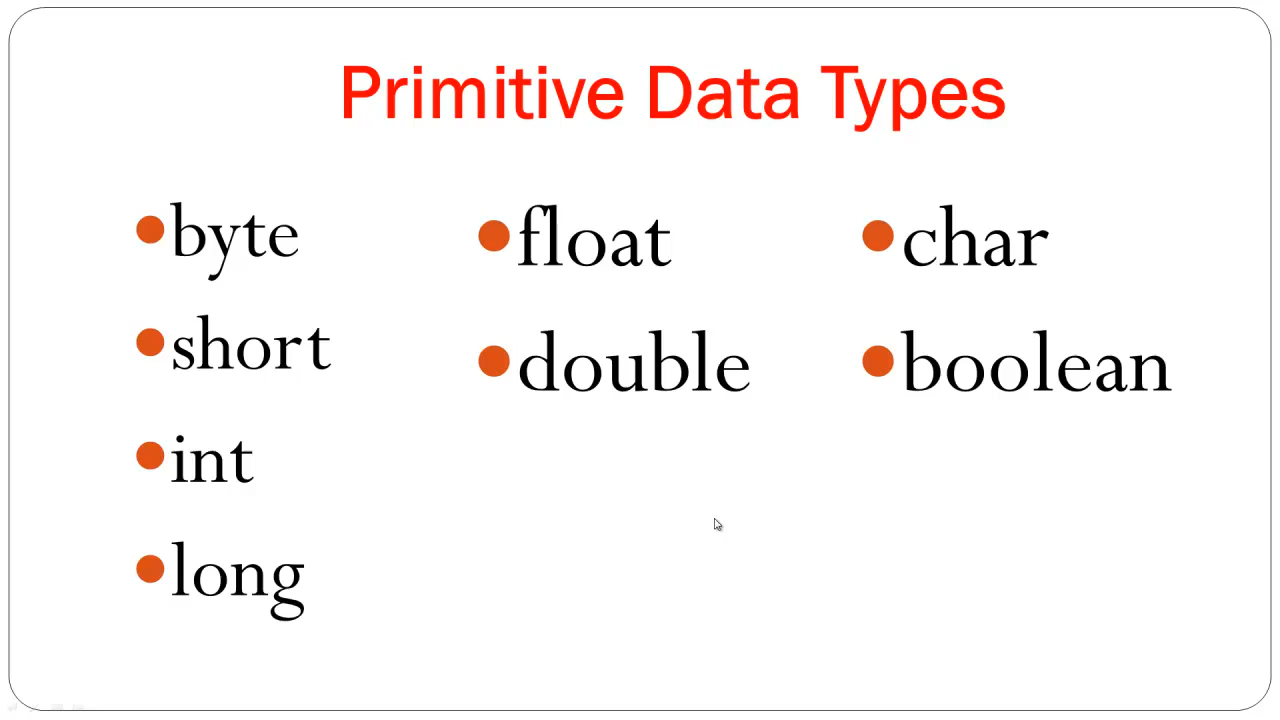 Primitive Data Types
•byte
•short
•int
•long
•float
•double
•char
•boolean